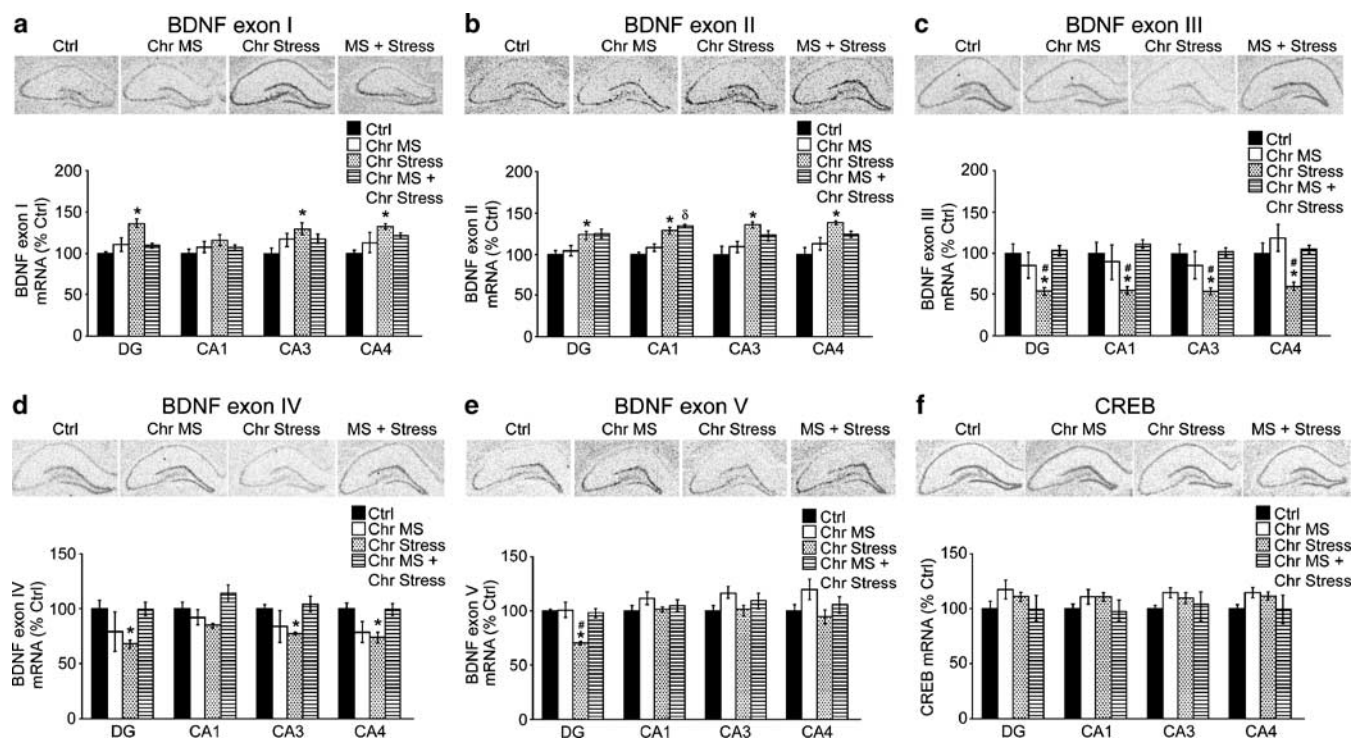 a BDNF exon I
Ctrl Chr MS Chr Stress MS + Stress
Ctrl
Chr MS
Chr Stress
Chr MS +
Chr Stress
BDNF exon I
mRNA (% Ctrl)
200
150
100
50
0
* * *
DG CA1 CA3 CA4
b BDNF exon II
Ctrl Chr MS Chr Stress MS + Stress
Ctrl
Chr MS
Chr Stress
Chr MS +
Chr Stress
BDNF exon II
mRNA (% Ctrl)
200
150
100
50
0
* * δ * *
DG CA1 CA3 CA4
c BDNF exon III
Ctrl Chr MS Chr Stress MS + Stress
Ctrl
Chr MS
Chr Stress
Chr MS +
Chr Stress
BDNF exon III
mRNA (% Ctrl)
200
150
100
50
0
# # # #
* * * *
DG CA1 CA3 CA4
d BDNF exon IV
Ctrl Chr MS Chr Stress MS + Stress
Ctrl
Chr MS
Chr Stress
Chr MS +
Chr Stress
BDNF exon IV
mRNA (% Ctrl)
150
100
50
0
* * *
DG CA1 CA3 CA4
e BDNF exon V
Ctrl Chr MS Chr Stress MS + Stress
Ctrl
Chr MS
Chr Stress
Chr MS +
Chr Stress
BDNF exon V
mRNA (% Ctrl)
150
100
50
0
#
*
DG CA1 CA3 CA4
f CREB
Ctrl Chr MS Chr Stress MS + Stress
Ctrl
Chr MS
Chr Stress
Chr MS +
Chr Stress
CREB mRNA (% Ctrl)
150
100
50
0
DG CA1 CA3 CA4